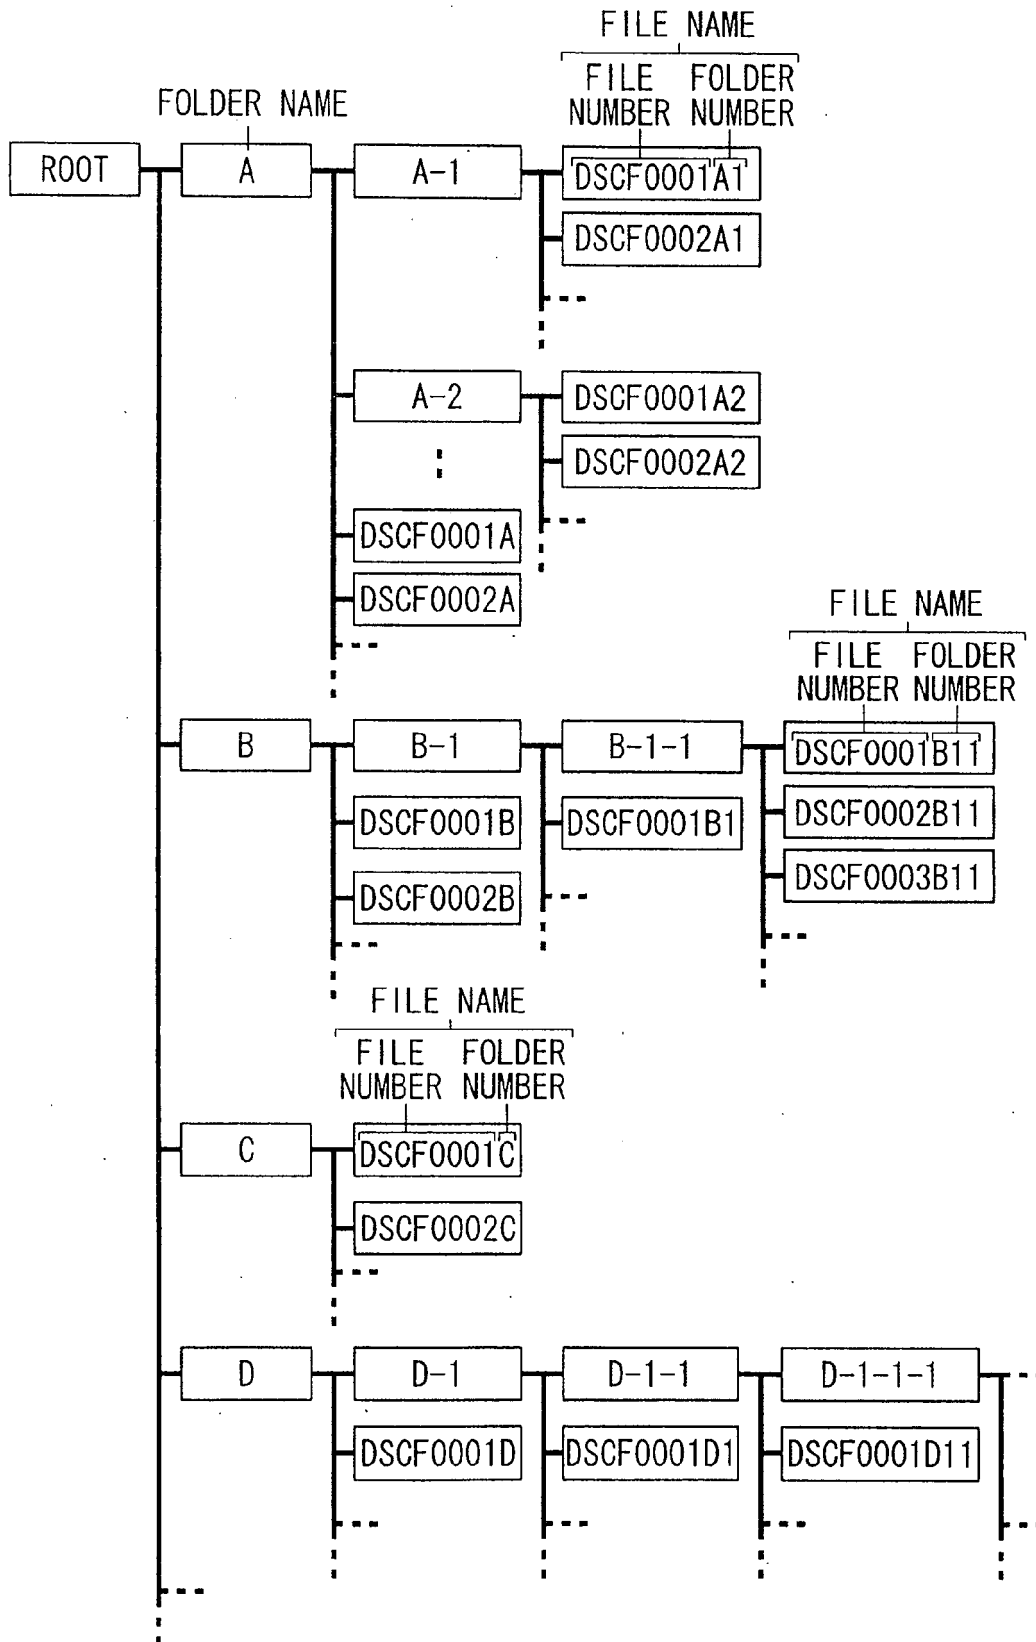 FILE NAME
FILE FOLDER
NUMBER NUMBER
FOLDER NAME
ROOT A A-1 DSCF0001A1
DSCF0002A1
A-2 DSCF0001A2
DSCF0002A2
DSCF0001A
DSCF0002A
FILE NAME
FILE FOLDER
NUMBER NUMBER
B B-1 B-1-1 DSCF0001B11
DSCF0001B DSCF0001B1 DSCF0002B11
DSCF0002B DSCF0003B11
FILE NAME
FILE FOLDER
NUMBER NUMBER
C DSCF0001C
DSCF0002C
D D-1 D-1-1 D-1-1-1
DSCF0001D DSCF0001D1 DSCF0001D11